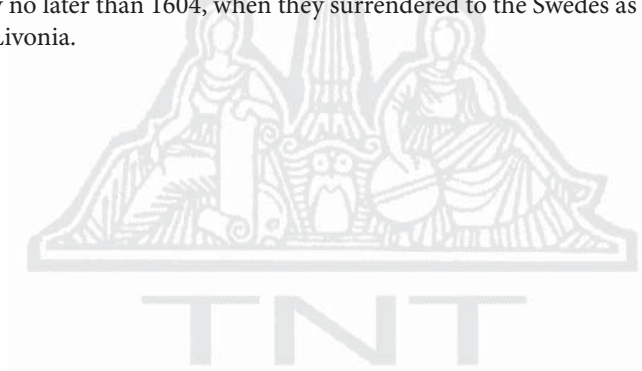 no later than 1604, when they surrendered to the Swedes as
Livonia.
TNT